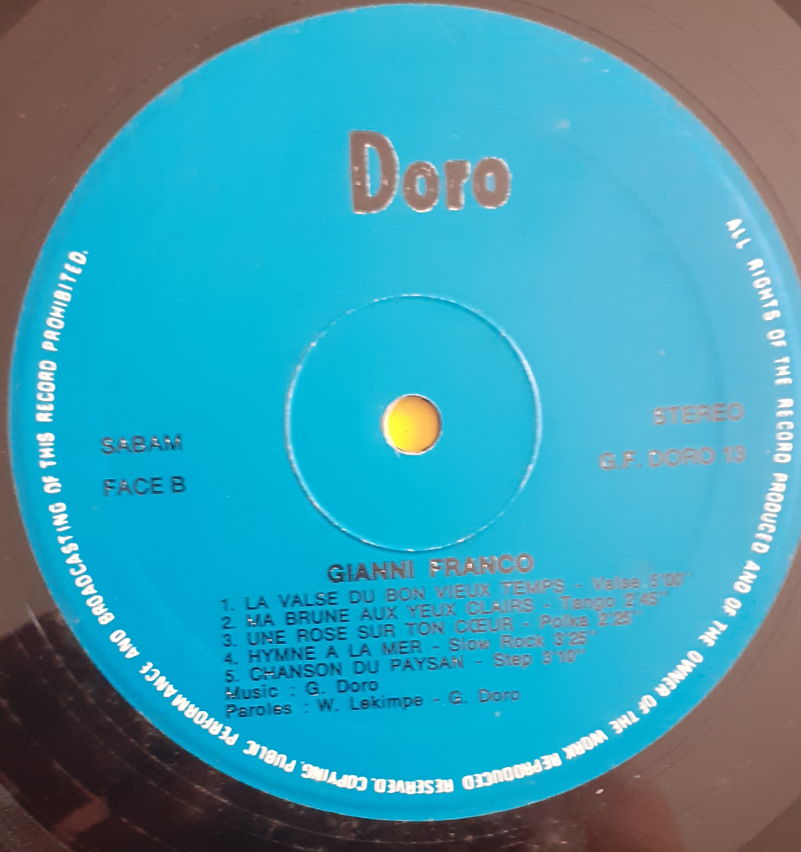 Doro
ALL RIGHTS OF THE RECORD PRODUCED AND OF THE OWNER OF THE WORK REPRODUCED RESERVED. COPYING, PUBLIC PERFORMANCE AND BROADCASTING OF THIS RECORD PROHIBITED.
SABAM
FACE B
STEREO
G.F. DORO 13
GIANNI FRANCO
1. LA VALSE DU BON VIEUX TEMPS - Valse 5'00"
2. MA BRUNE AUX YEUX CLAIRS - Tango 2'45"
3. UNE ROSE SUR TON CŒUR - Polka 2'25"
4. HYMNE A LA MER - Slow Rock 3'25"
5. CHANSON DU PAYSAN - Step 3'10"
Music : G. Doro
Paroles : W. Lekimpe - G. Doro